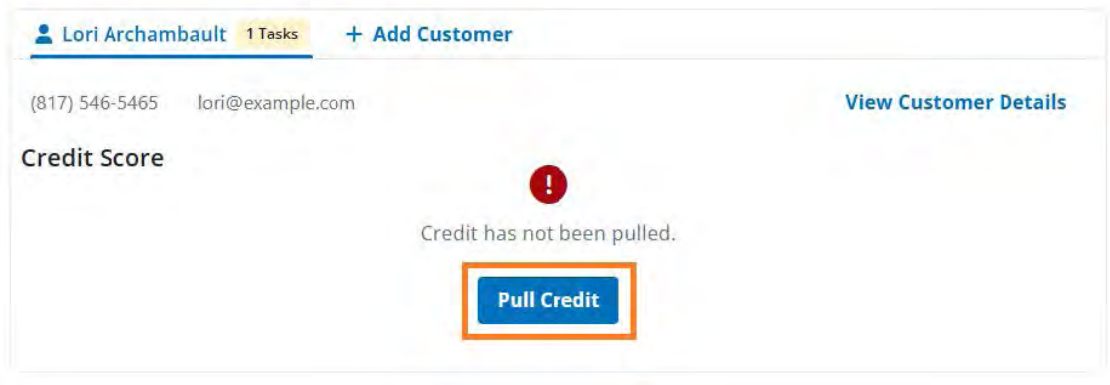 Lori Archambault 1 Tasks + Add Customer
(817) 546-5465 lori@example.com View Customer Details
Credit Score
!
Credit has not been pulled.
Pull Credit